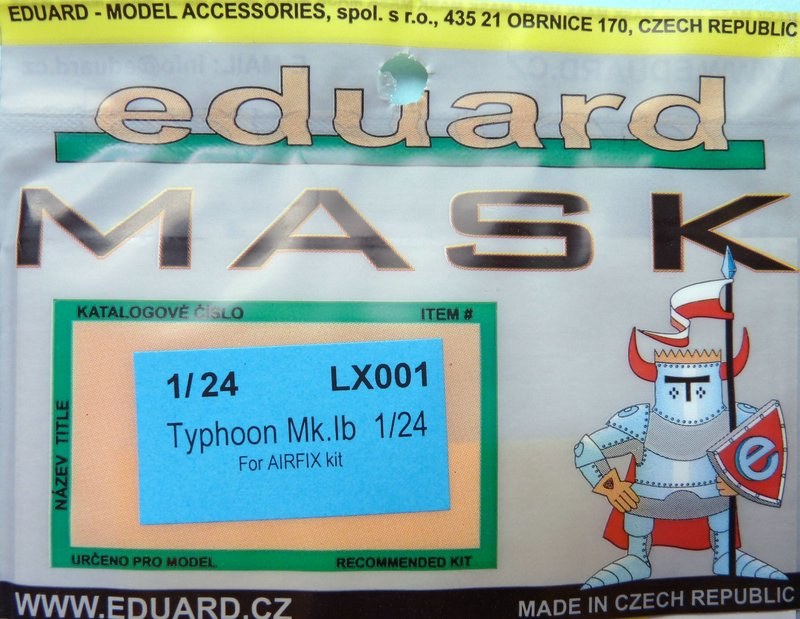 EDUARD - MODEL ACCESSORIES, spol. s r.o., 435 21 OBRNICE 170, CZECH REPUBLIC
eduard
MASK
KATALOGOVÉ ČÍSLO ITEM #
1/24 LX001
Typhoon Mk.Ib 1/24
For AIRFIX kit
NÁZEV TITLE
e
URČENO PRO MODEL RECOMMENDED KIT
WWW.EDUARD.CZ MADE IN CZECH REPUBLIC